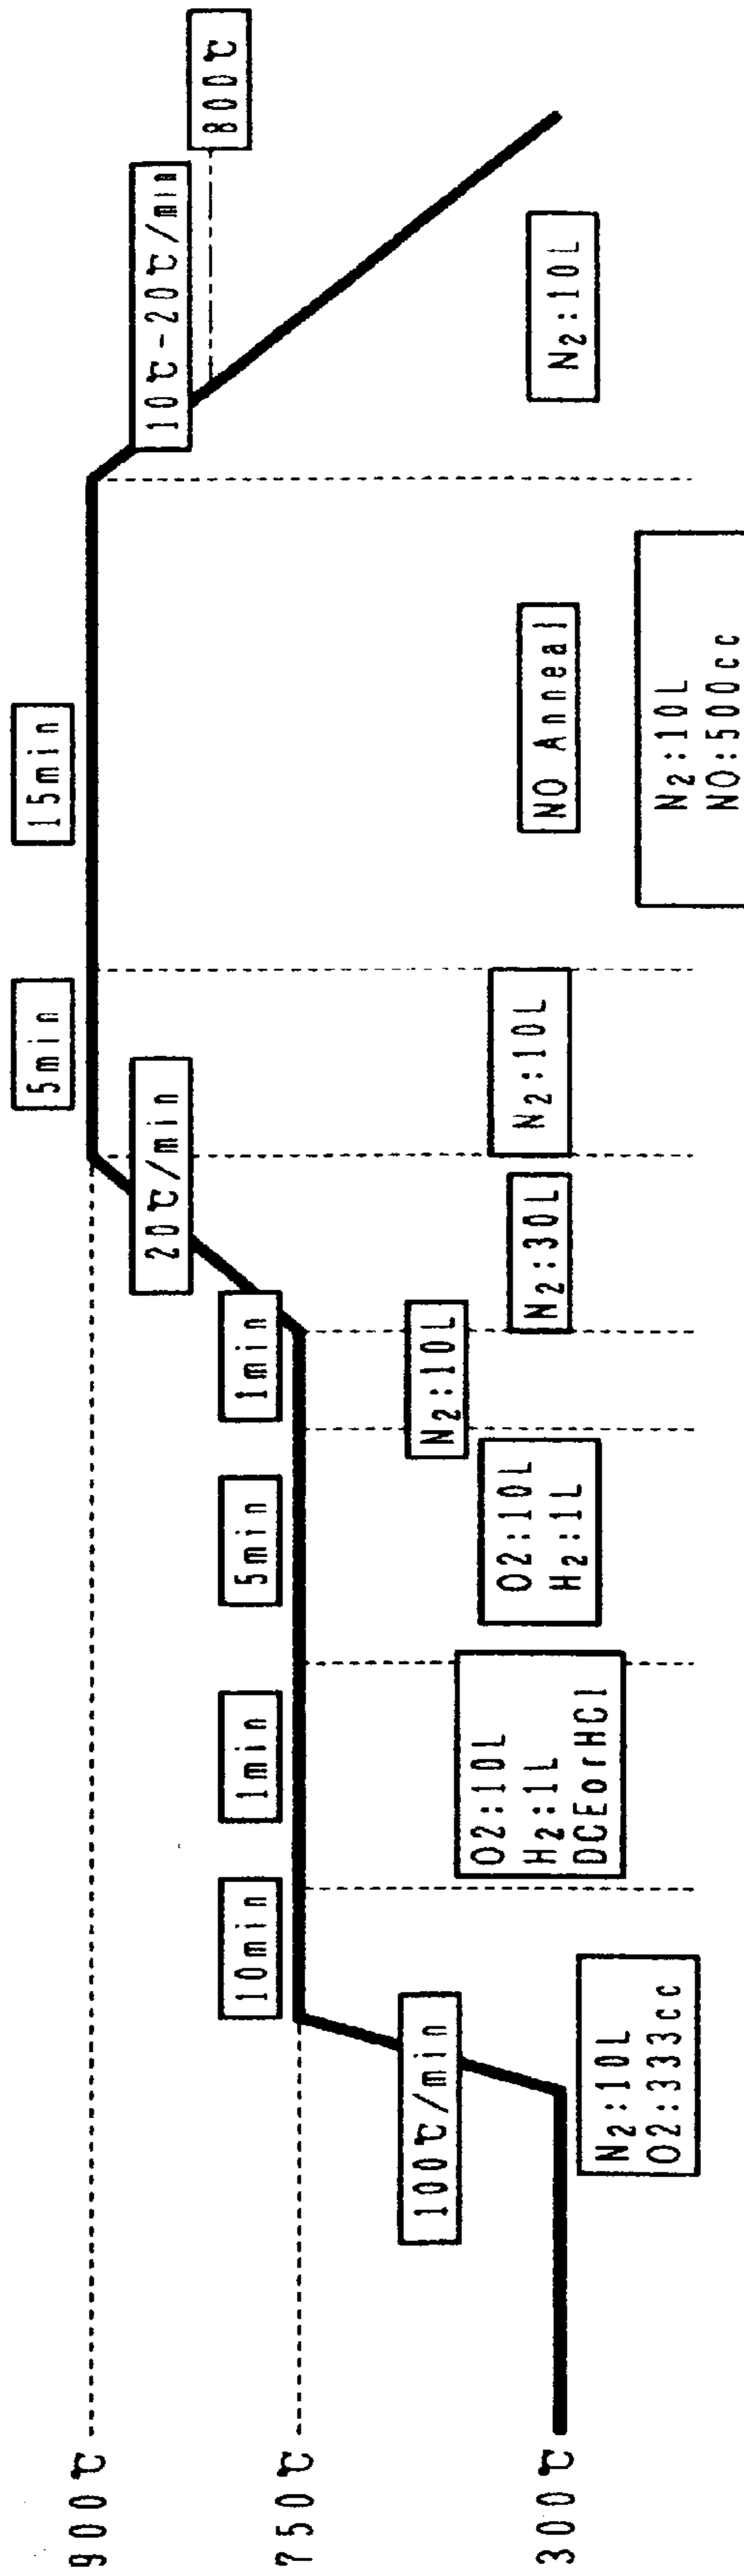 900℃
750℃
300℃
100℃/min
10min
1min
5min
1min
20℃/min
5min
15min
10℃-20℃/min
800℃
N2:10L
O2:333cc
O2:10L
H2:1L
DCEorHCl
O2:10L
H2:1L
N2:10L
N2:30L
N2:10L
NO Anneal
N2:10L
NO:500cc
N2:10L